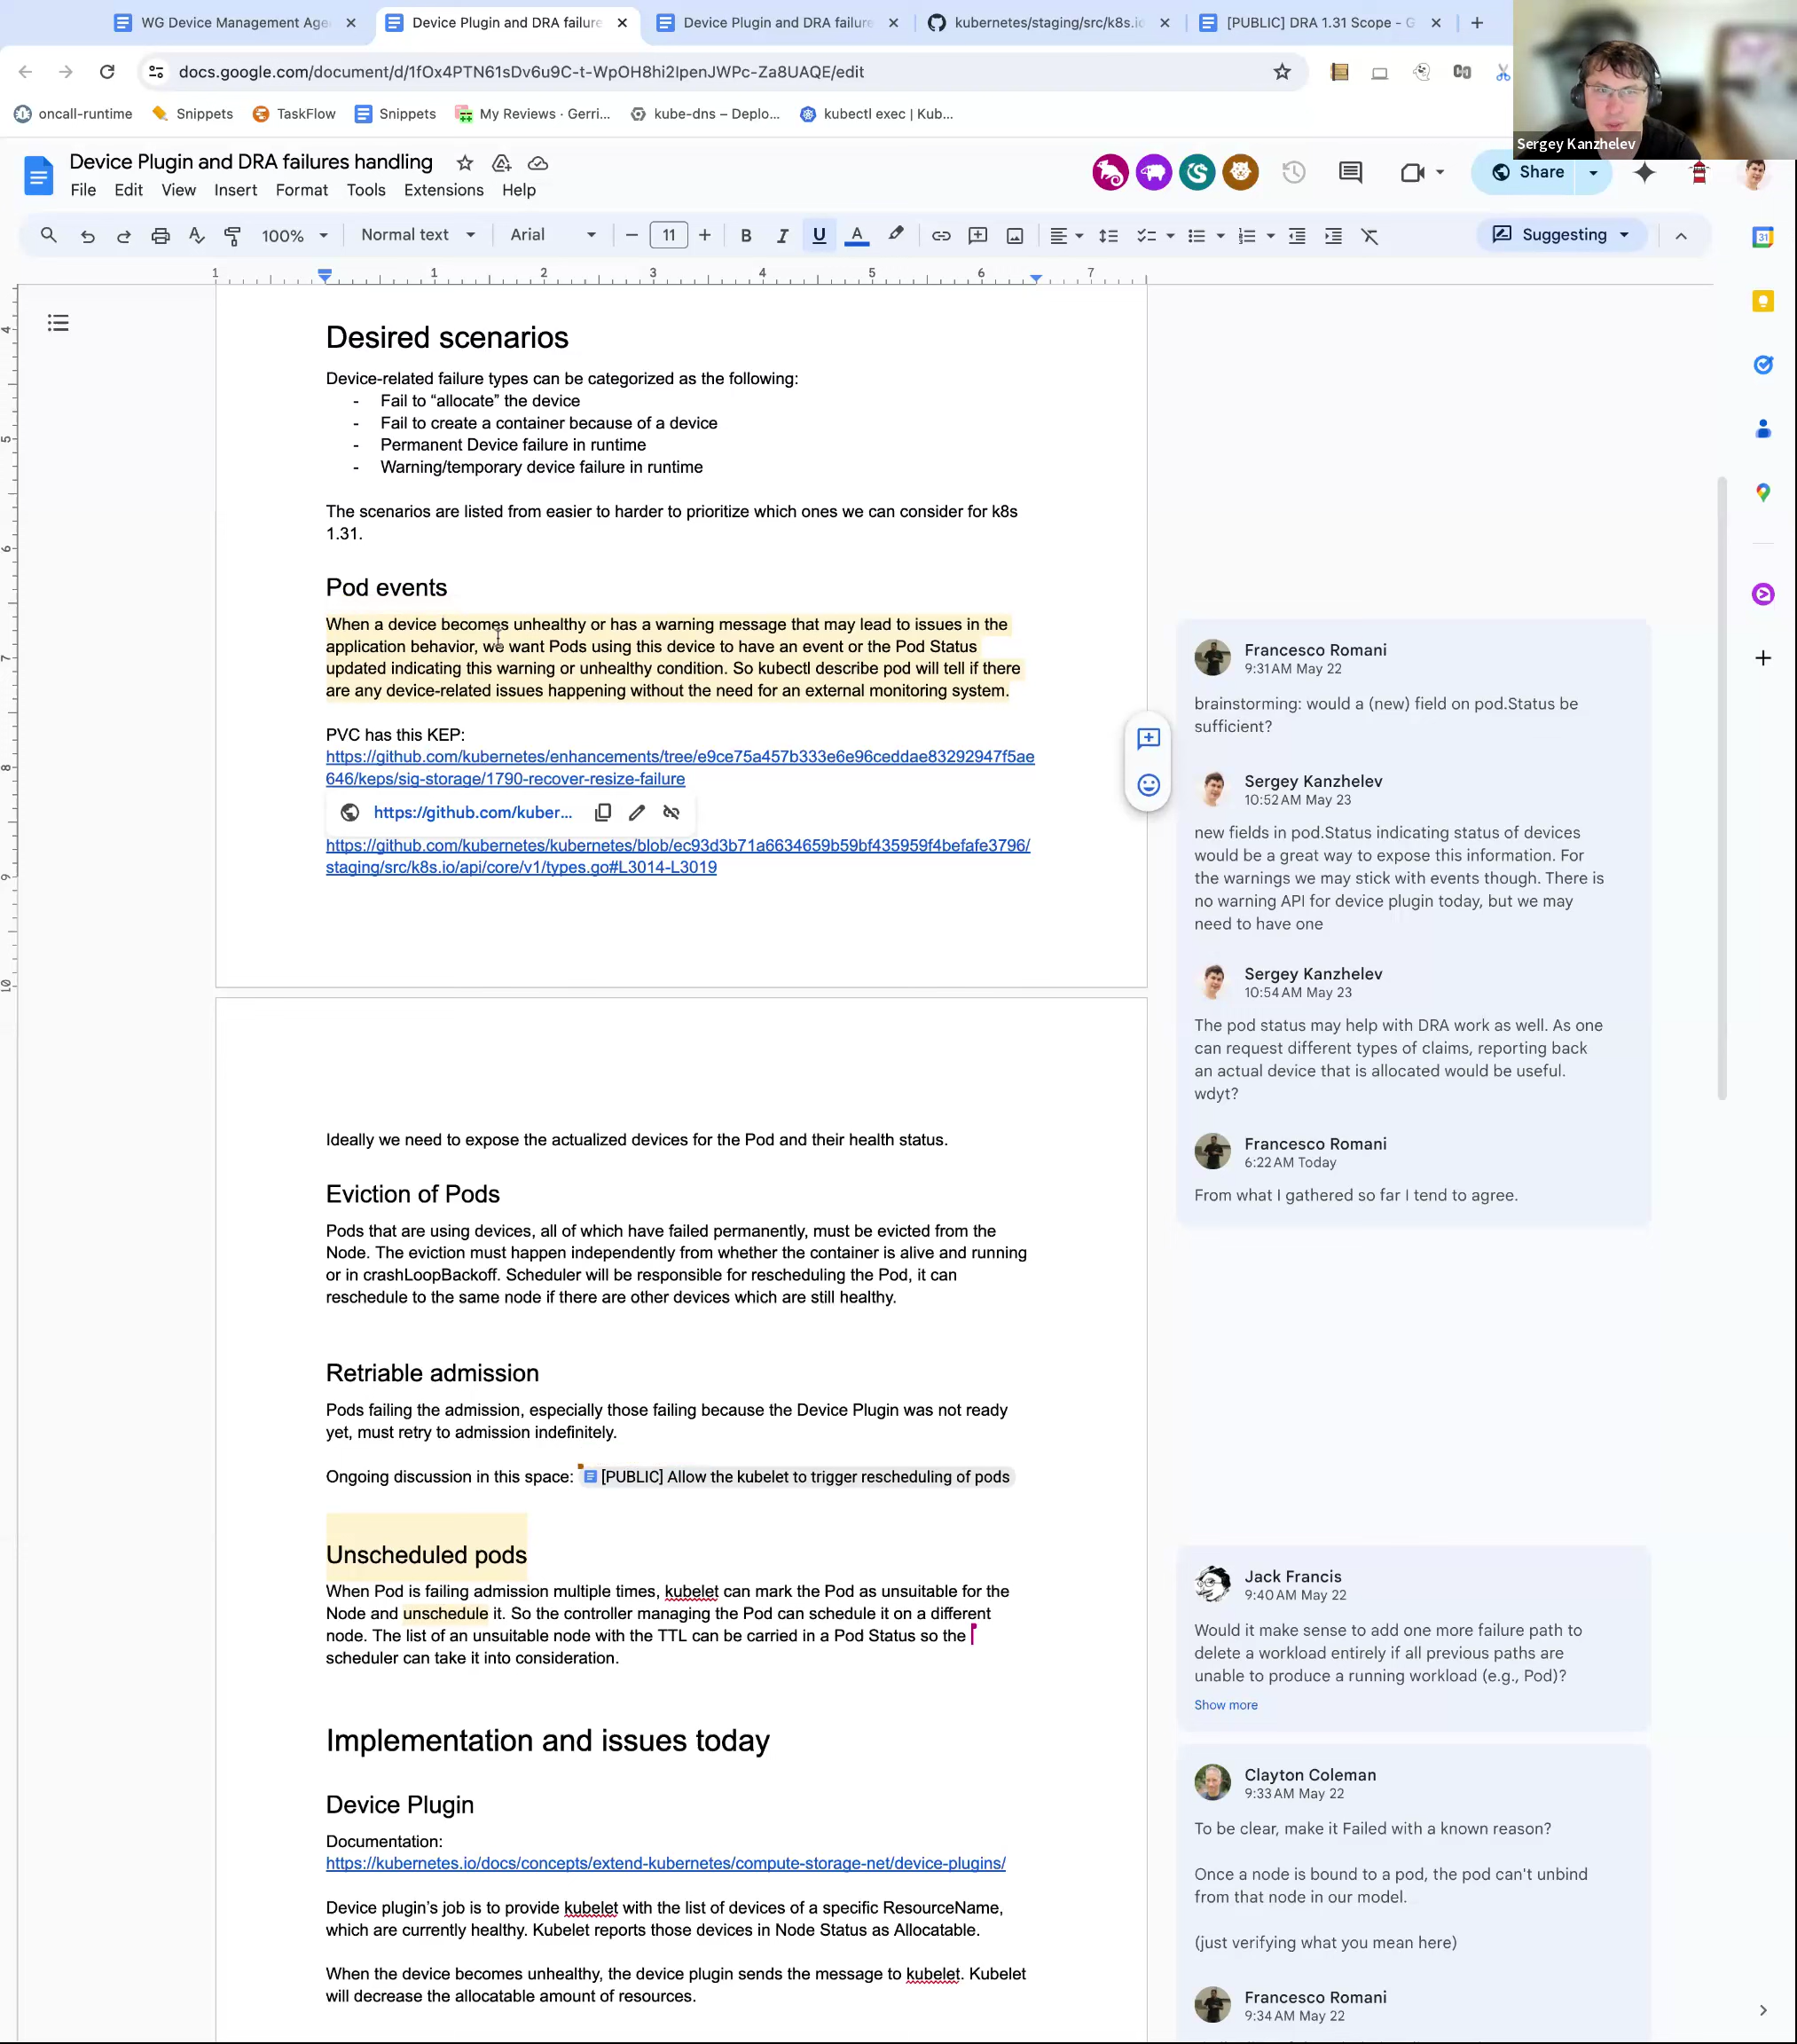 WG Device Management Age
Device Plugin and DRA failure
Device Plugin and DRA failure
kubernetes/staging/src/k8s.io
[PUBLIC] DRA 1.31 Scope - G
docs.google.com/document/d/1fOx4PTN61sDv6u9C-t-WpOH8hi2IpenJWPc-Za8UAQE/edit
oncall-runtime
Snippets
TaskFlow
Snippets
My Reviews · Gerri...
kube-dns – Deplo...
kubectl exec | Kub...
Sergey Kanzhelev
Device Plugin and DRA failures handling
File Edit View Insert Format Tools Extensions Help
Share
100% Normal text Arial 11 Suggesting
1 1 2 3 4 5 6 7
4
5
6
7
8
9
10
Desired scenarios
Device-related failure types can be categorized as the following:
- Fail to “allocate” the device
- Fail to create a container because of a device
- Permanent Device failure in runtime
- Warning/temporary device failure in runtime
The scenarios are listed from easier to harder to prioritize which ones we can consider for k8s
1.31.
Pod events
When a device becomes unhealthy or has a warning message that may lead to issues in the
application behavior, we want Pods using this device to have an event or the Pod Status
updated indicating this warning or unhealthy condition. So kubectl describe pod will tell if there
are any device-related issues happening without the need for an external monitoring system.
PVC has this KEP:
https://github.com/kubernetes/enhancements/tree/e9ce75a457b333e6e96ceddae83292947f5ae
646/keps/sig-storage/1790-recover-resize-failure
https://github.com/kuber...
https://github.com/kubernetes/kubernetes/blob/ec93d3b71a6634659b59bf435959f4befafe3796/
staging/src/k8s.io/api/core/v1/types.go#L3014-L3019
Ideally we need to expose the actualized devices for the Pod and their health status.
Eviction of Pods
Pods that are using devices, all of which have failed permanently, must be evicted from the
Node. The eviction must happen independently from whether the container is alive and running
or in crashLoopBackoff. Scheduler will be responsible for rescheduling the Pod, it can
reschedule to the same node if there are other devices which are still healthy.
Retriable admission
Pods failing the admission, especially those failing because the Device Plugin was not ready
yet, must retry to admission indefinitely.
Ongoing discussion in this space: [PUBLIC] Allow the kubelet to trigger rescheduling of pods
Unscheduled pods
When Pod is failing admission multiple times, kubelet can mark the Pod as unsuitable for the
Node and unschedule it. So the controller managing the Pod can schedule it on a different
node. The list of an unsuitable node with the TTL can be carried in a Pod Status so the
scheduler can take it into consideration.
Implementation and issues today
Device Plugin
Documentation:
https://kubernetes.io/docs/concepts/extend-kubernetes/compute-storage-net/device-plugins/
Device plugin’s job is to provide kubelet with the list of devices of a specific ResourceName,
which are currently healthy. Kubelet reports those devices in Node Status as Allocatable.
When the device becomes unhealthy, the device plugin sends the message to kubelet. Kubelet
will decrease the allocatable amount of resources.
Francesco Romani
9:31 AM May 22
brainstorming: would a (new) field on pod.Status be
sufficient?
Sergey Kanzhelev
10:52 AM May 23
new fields in pod.Status indicating status of devices
would be a great way to expose this information. For
the warnings we may stick with events though. There is
no warning API for device plugin today, but we may
need to have one
Sergey Kanzhelev
10:54 AM May 23
The pod status may help with DRA work as well. As one
can request different types of claims, reporting back
an actual device that is allocated would be useful.
wdyt?
Francesco Romani
6:22 AM Today
From what I gathered so far I tend to agree.
Jack Francis
9:40 AM May 22
Would it make sense to add one more failure path to
delete a workload entirely if all previous paths are
unable to produce a running workload (e.g., Pod)?
Show more
Clayton Coleman
9:33 AM May 22
To be clear, make it Failed with a known reason?
Once a node is bound to a pod, the pod can't unbind
from that node in our model.
(just verifying what you mean here)
Francesco Romani
9:34 AM May 22